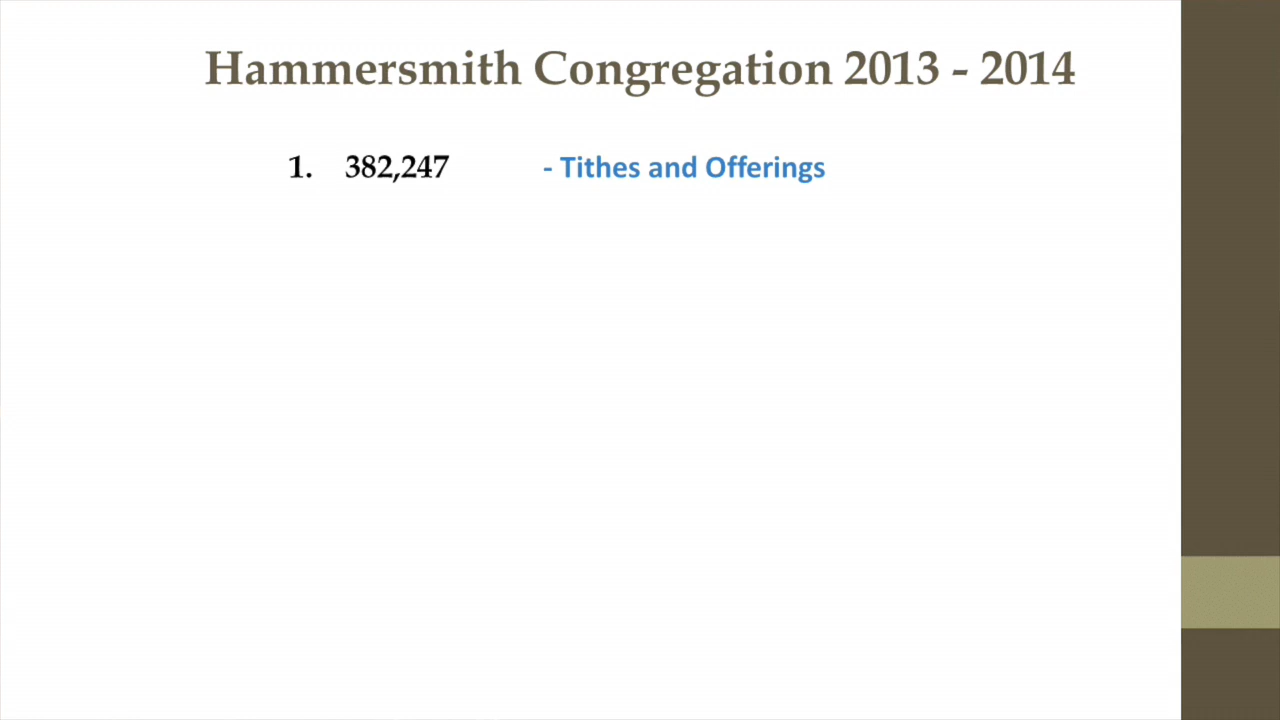 Hammersmith Congregation 2013 - 2014
1. 382,247 - Tithes and Offerings